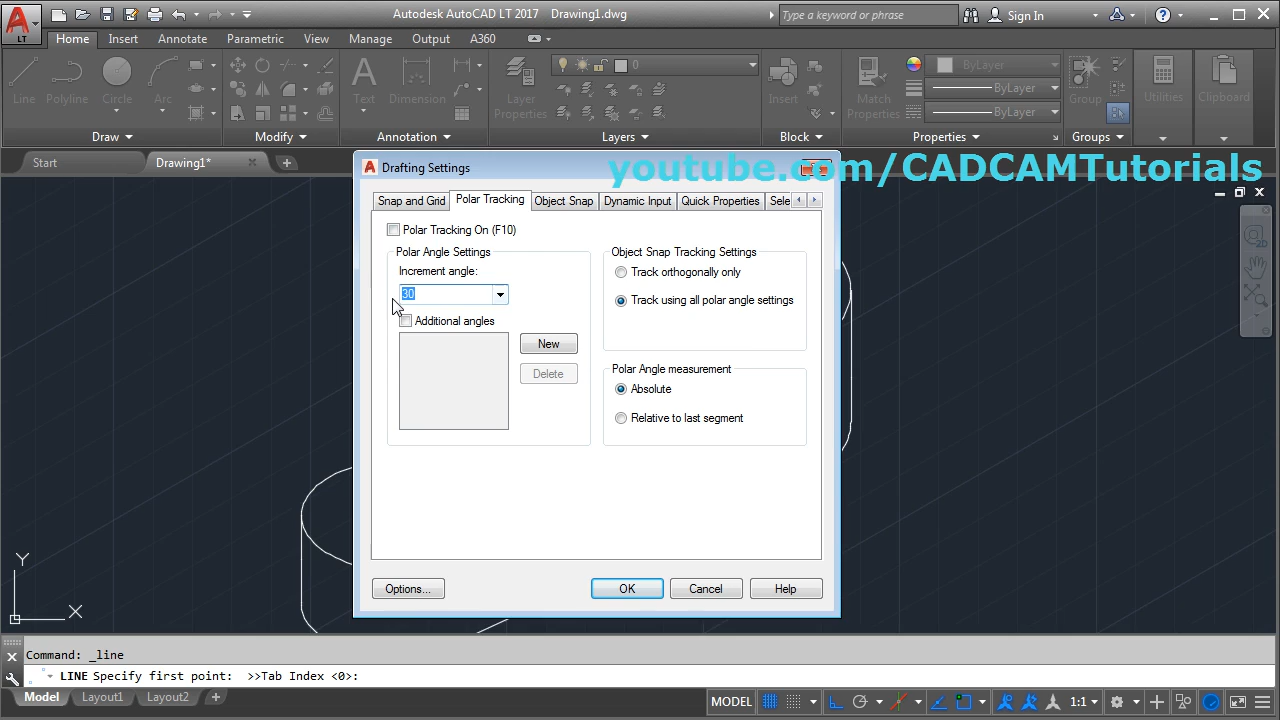 Autodesk AutoCAD LT 2017 Drawing1.dwg
Type a keyword or phrase
Sign In
LT
Home Insert Annotate Parametric View Manage Output A360
Line Polyline Circle Arc
Text Dimension
Layer
Properties
0
Insert
Match
Properties
ByLayer
ByLayer
ByLayer
Group
Utilities
Clipboard
Draw Modify Annotation Layers Block Properties Groups
Start Drawing1*
youtube.com/CADCAMTutorials
Drafting Settings
Snap and Grid Polar Tracking Object Snap Dynamic Input Quick Properties Sele
Polar Tracking On (F10)
Polar Angle Settings
Increment angle:
30
Additional angles
New
Delete
Object Snap Tracking Settings
Track orthogonally only
Track using all polar angle settings
Polar Angle measurement
Absolute
Relative to last segment
Options... OK Cancel Help
Y
X
Command: _line
LINE Specify first point: >>Tab Index <0>:
Model Layout1 Layout2
MODEL
1:1